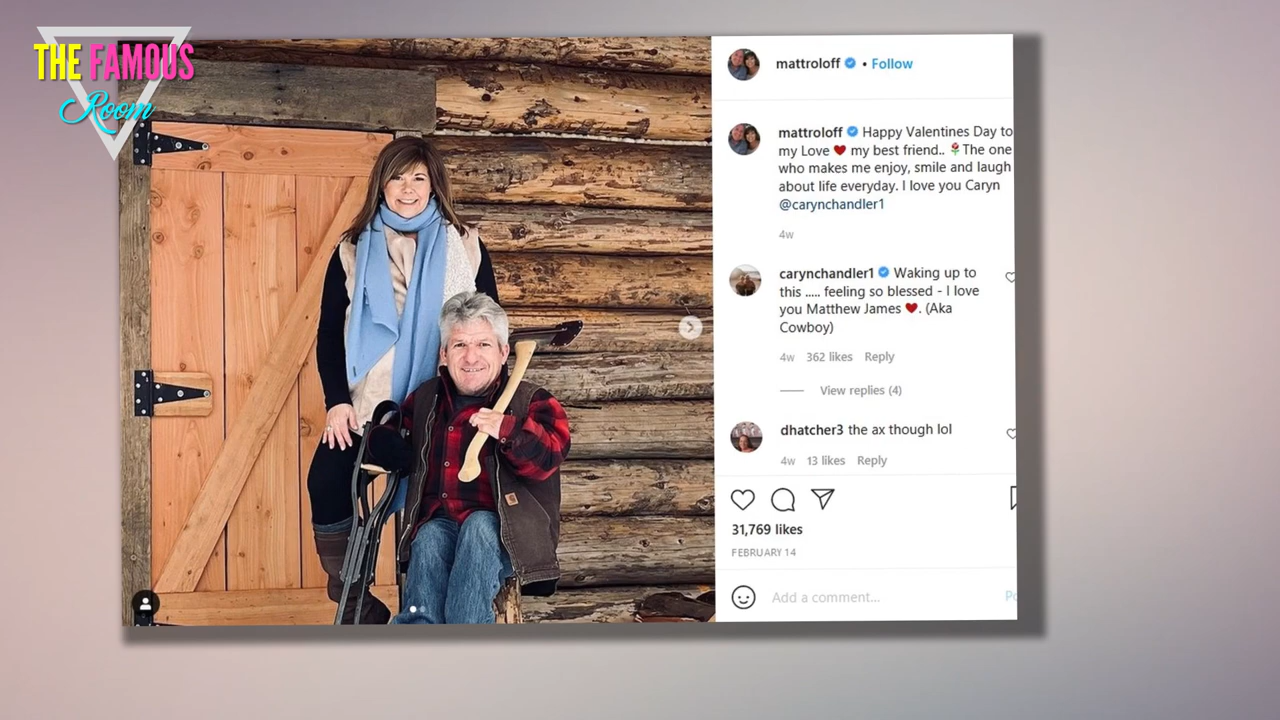 THE FAMOUS
Room
mattroloff • Follow
mattroloff Happy Valentines Day to
my Love ❤ my best friend.. 🌹The one
who makes me enjoy, smile and laugh
about life everyday. I love you Caryn
@carynchandler1
4w
carynchandler1 Waking up to
this ..... feeling so blessed - I love
you Matthew James ❤. (Aka
Cowboy)
4w 362 likes Reply
View replies (4)
dhatcher3 the ax though lol
4w 13 likes Reply
31,769 likes
FEBRUARY 14
Add a comment...